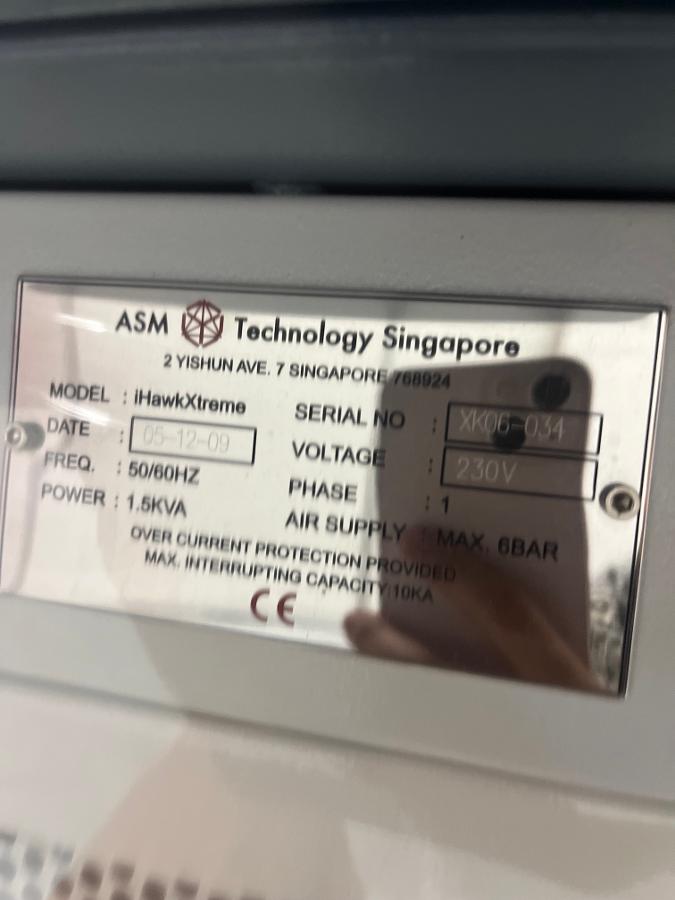 ASM Technology Singapore
2 YISHUN AVE. 7 SINGAPORE 768924
MODEL : iHawkXtreme
DATE : 05-12-09
FREQ. : 50/60HZ
POWER : 1.5KVA
SERIAL NO : XK06-034
VOLTAGE : 230V
PHASE : 1
AIR SUPPLY : MAX. 6BAR
OVER CURRENT PROTECTION PROVIDED
MAX. INTERRUPTING CAPACITY:10KA
CE